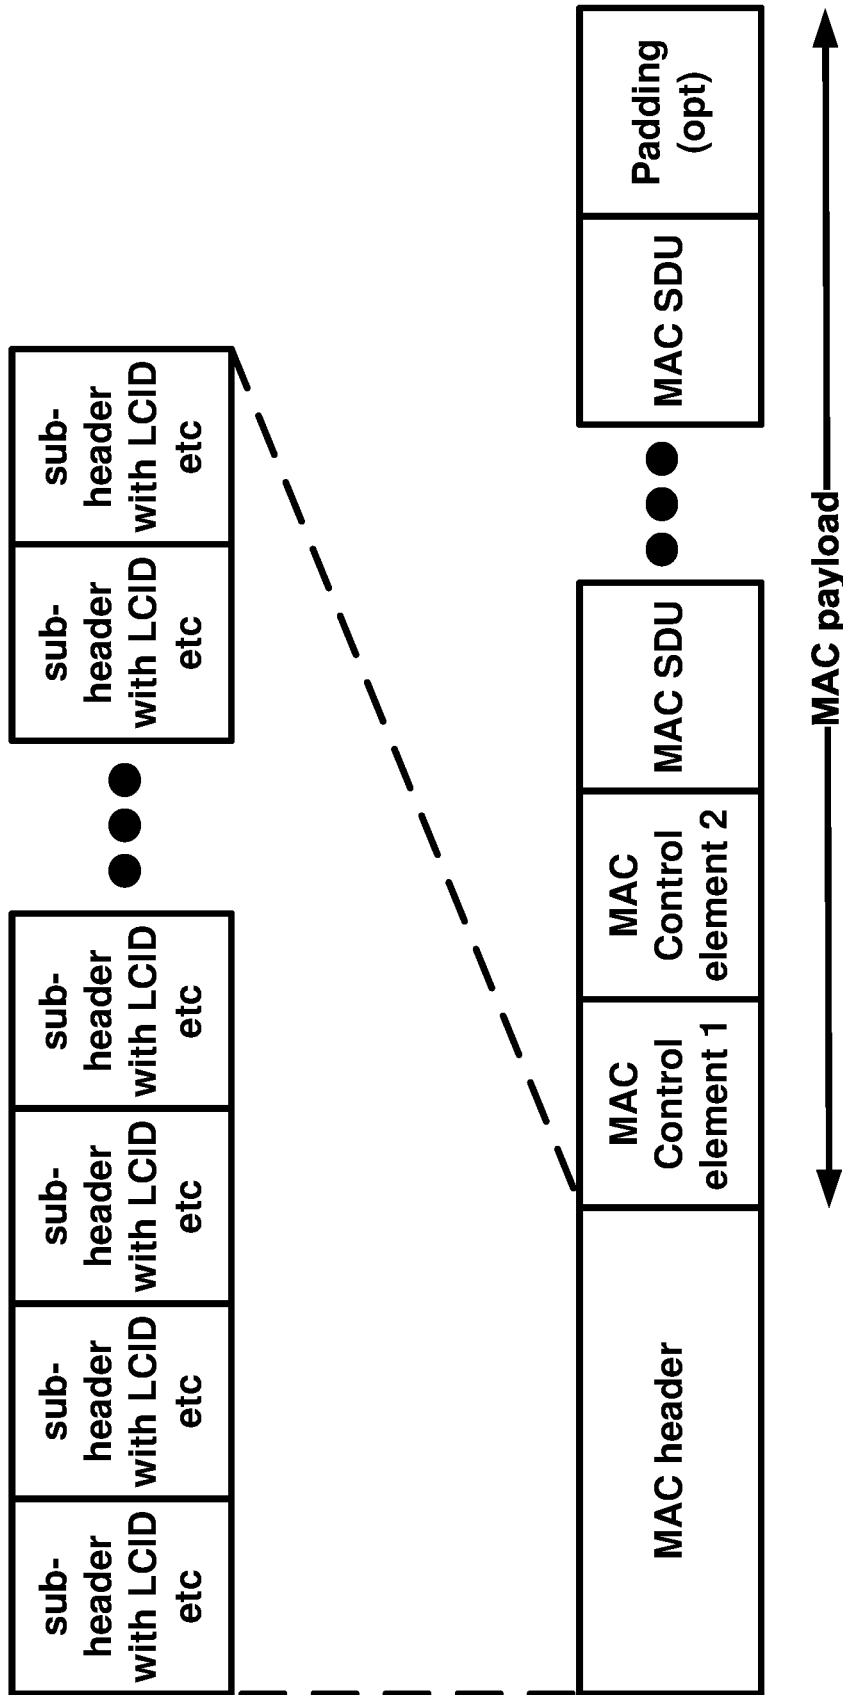 sub-
header
with LCID
etc
sub-
header
with LCID
etc
sub-
header
with LCID
etc
sub-
header
with LCID
etc
sub-
header
with LCID
etc
sub-
header
with LCID
etc
MAC header
MAC
Control
element 1
MAC
Control
element 2
MAC SDU
MAC SDU
Padding
(opt)
MAC payload